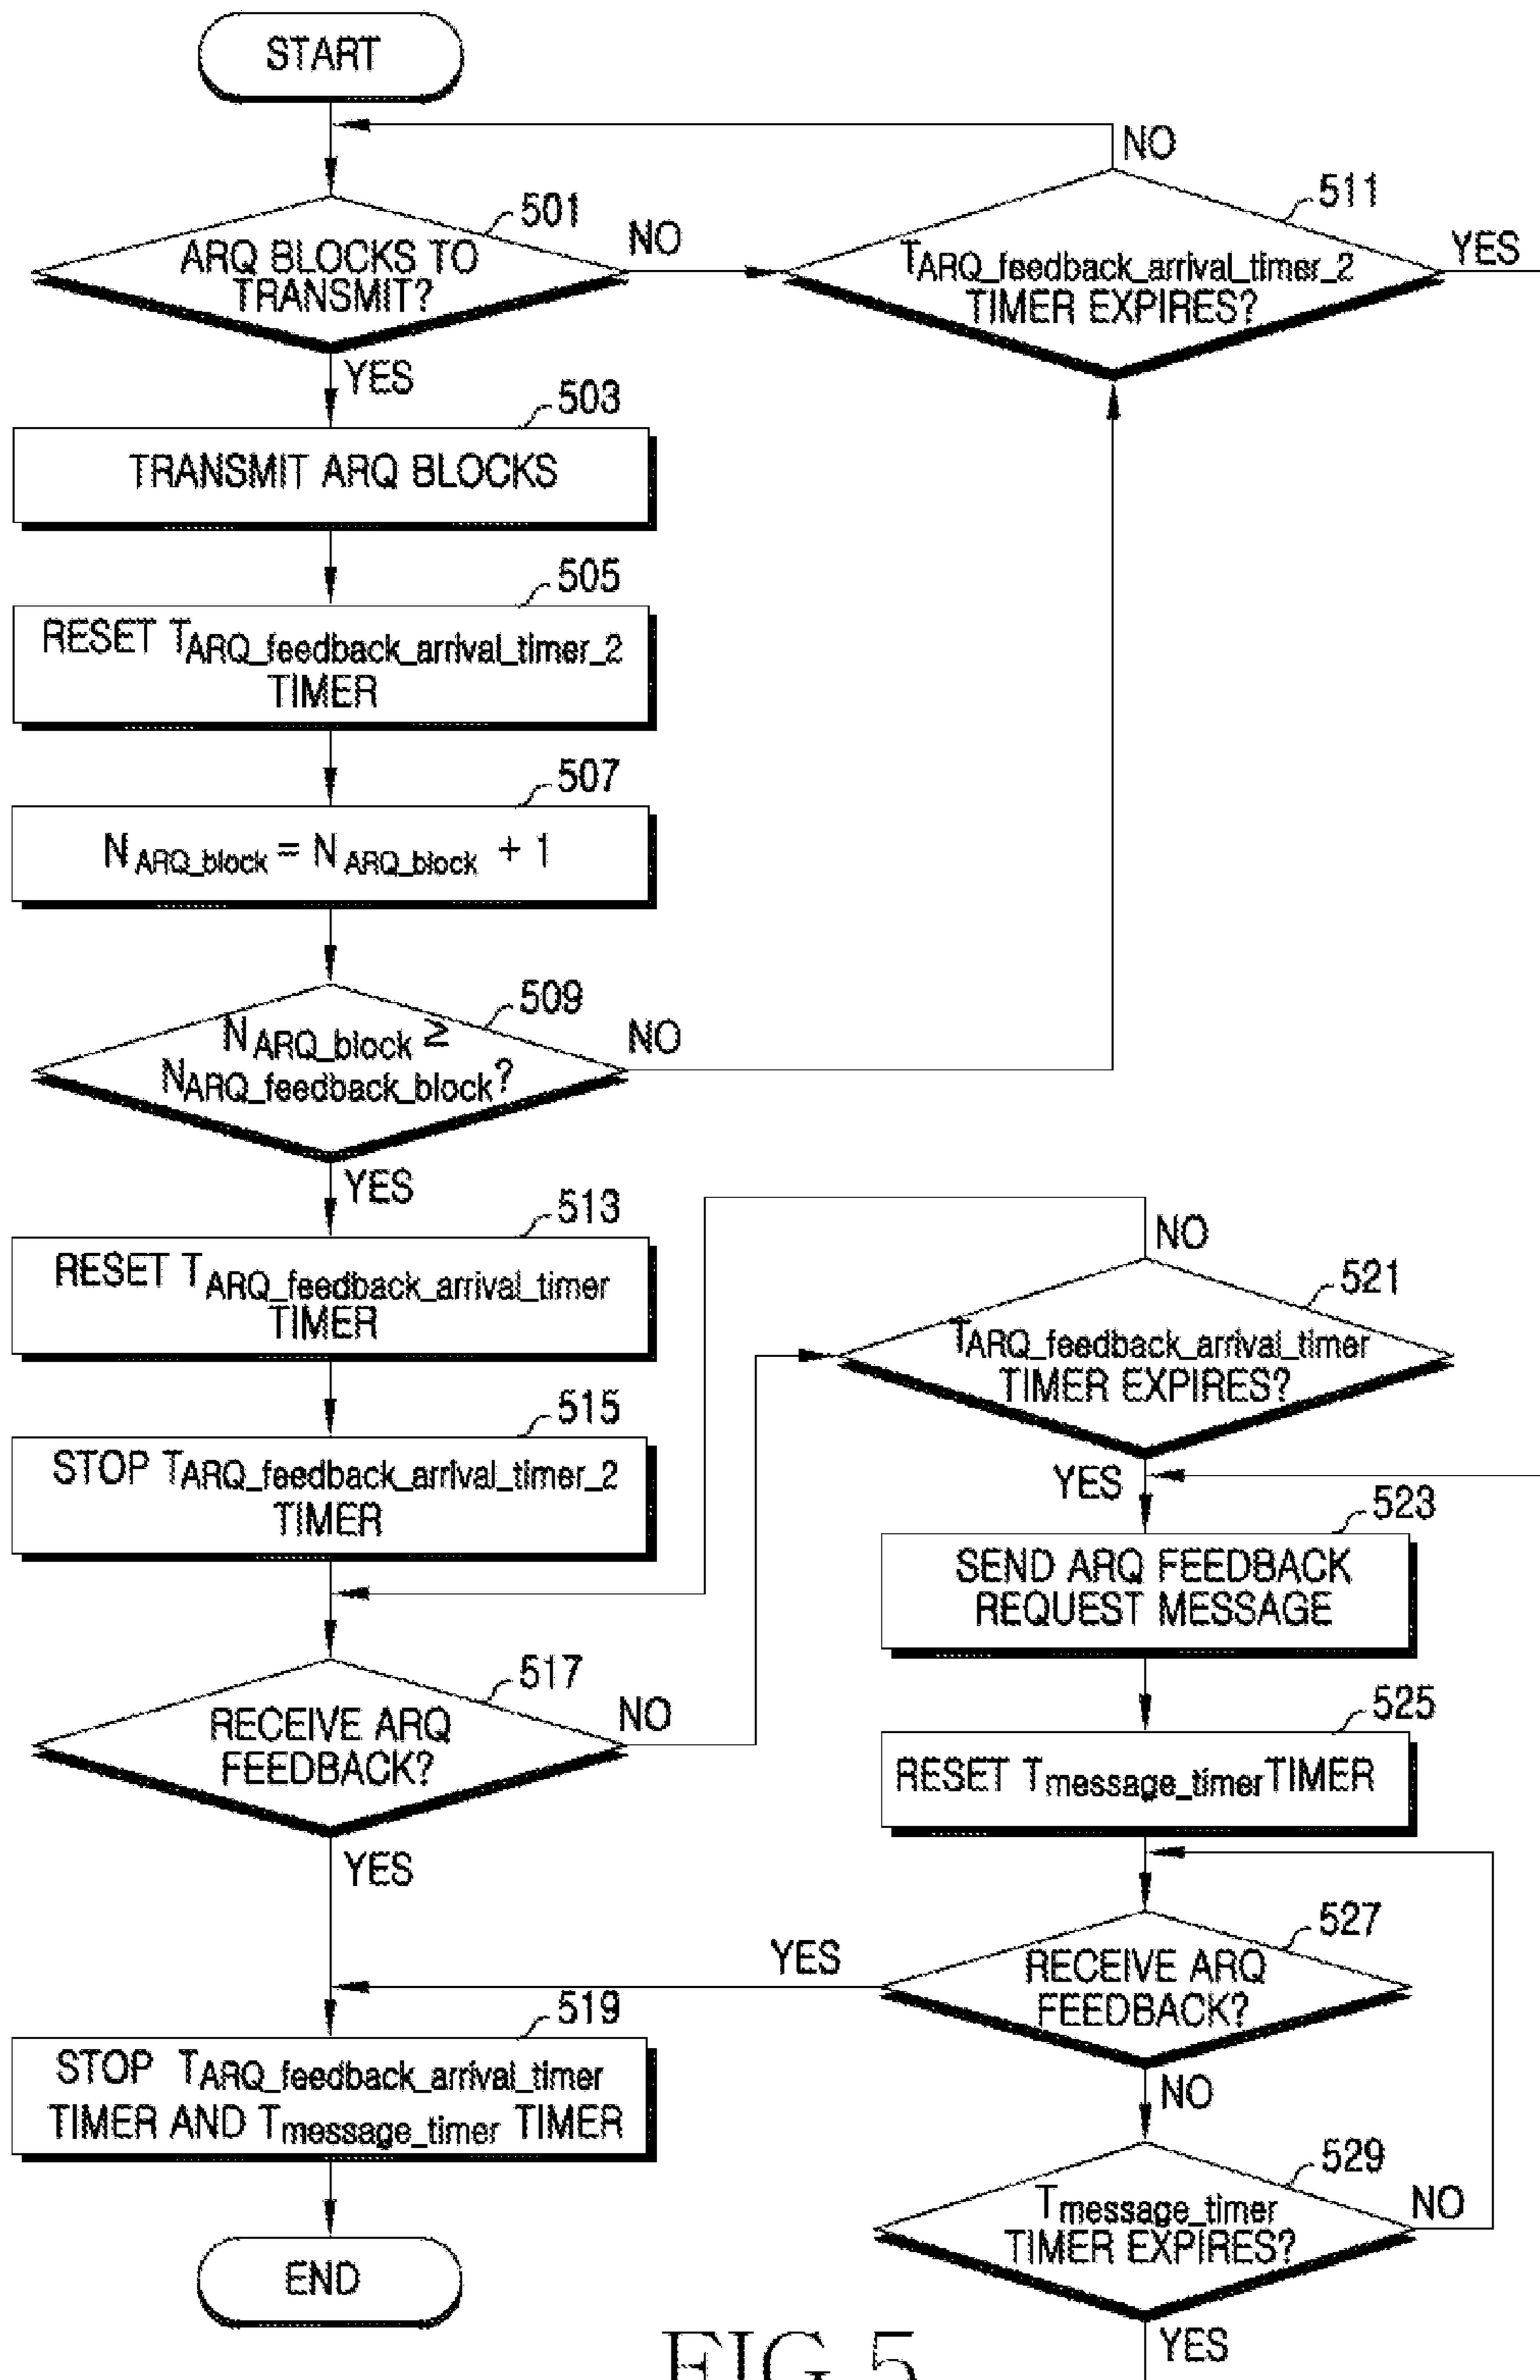 START
NO
501
ARQ BLOCKS TO
TRANSMIT?
NO
511
TARQ_feedback_arrival_timer_2
TIMER EXPIRES?
YES
YES
503
TRANSMIT ARQ BLOCKS
505
RESET TARQ_feedback_arrival_timer_2
TIMER
507
NARQ_block = NARQ_block + 1
509
NARQ_block ≥
NARQ_feedback_block?
NO
YES
513
RESET TARQ_feedback_arrival_timer
TIMER
NO
521
TARQ_feedback_arrival_timer
TIMER EXPIRES?
YES
515
STOP TARQ_feedback_arrival_timer_2
TIMER
523
SEND ARQ FEEDBACK
REQUEST MESSAGE
517
RECEIVE ARQ
FEEDBACK?
NO
YES
525
RESET Tmessage_timer TIMER
527
RECEIVE ARQ
FEEDBACK?
YES
NO
519
STOP TARQ_feedback_arrival_timer
TIMER AND Tmessage_timer TIMER
529
Tmessage_timer
TIMER EXPIRES?
NO
YES
END
FIG.5